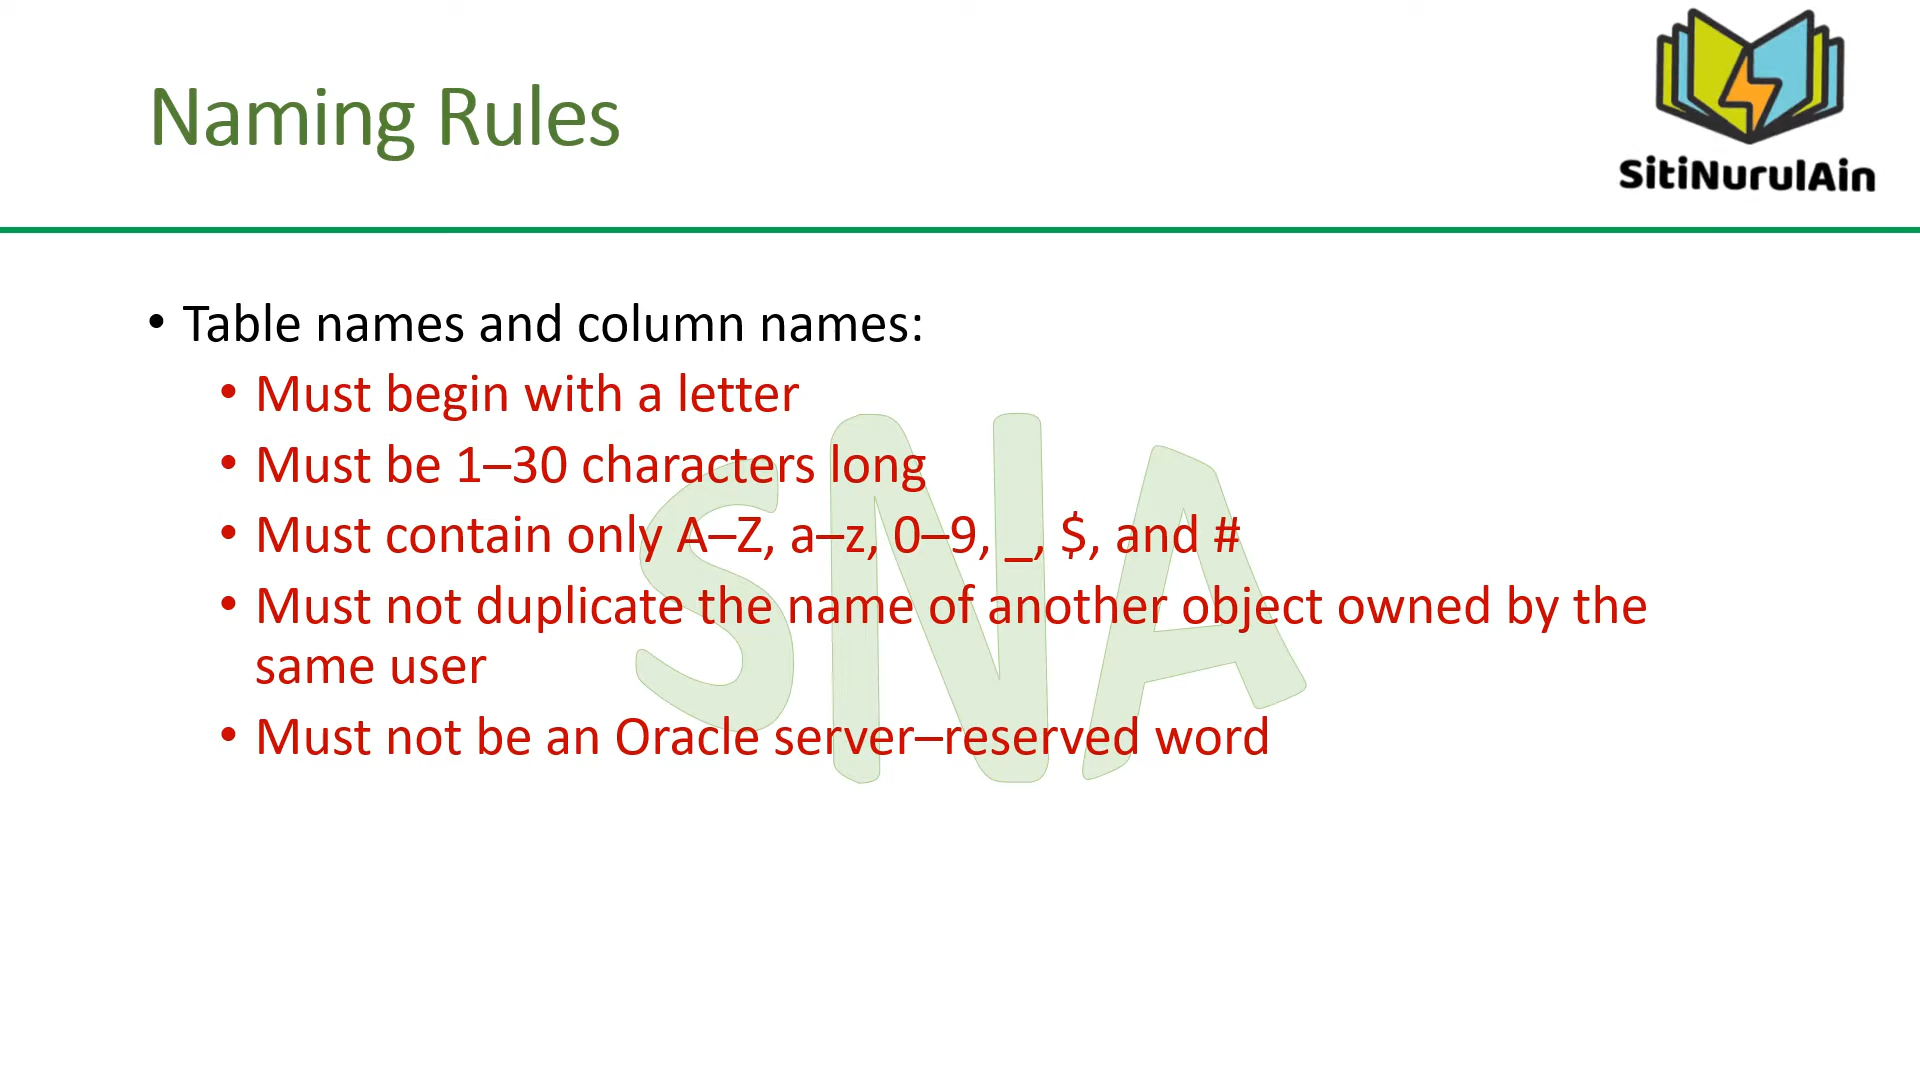 Naming Rules
SitiNurulAin
• Table names and column names:
• Must begin with a letter
• Must be 1–30 characters long
• Must contain only A–Z, a–z, 0–9, _, $, and #
• Must not duplicate the name of another object owned by the
same user
• Must not be an Oracle server–reserved word
SNA